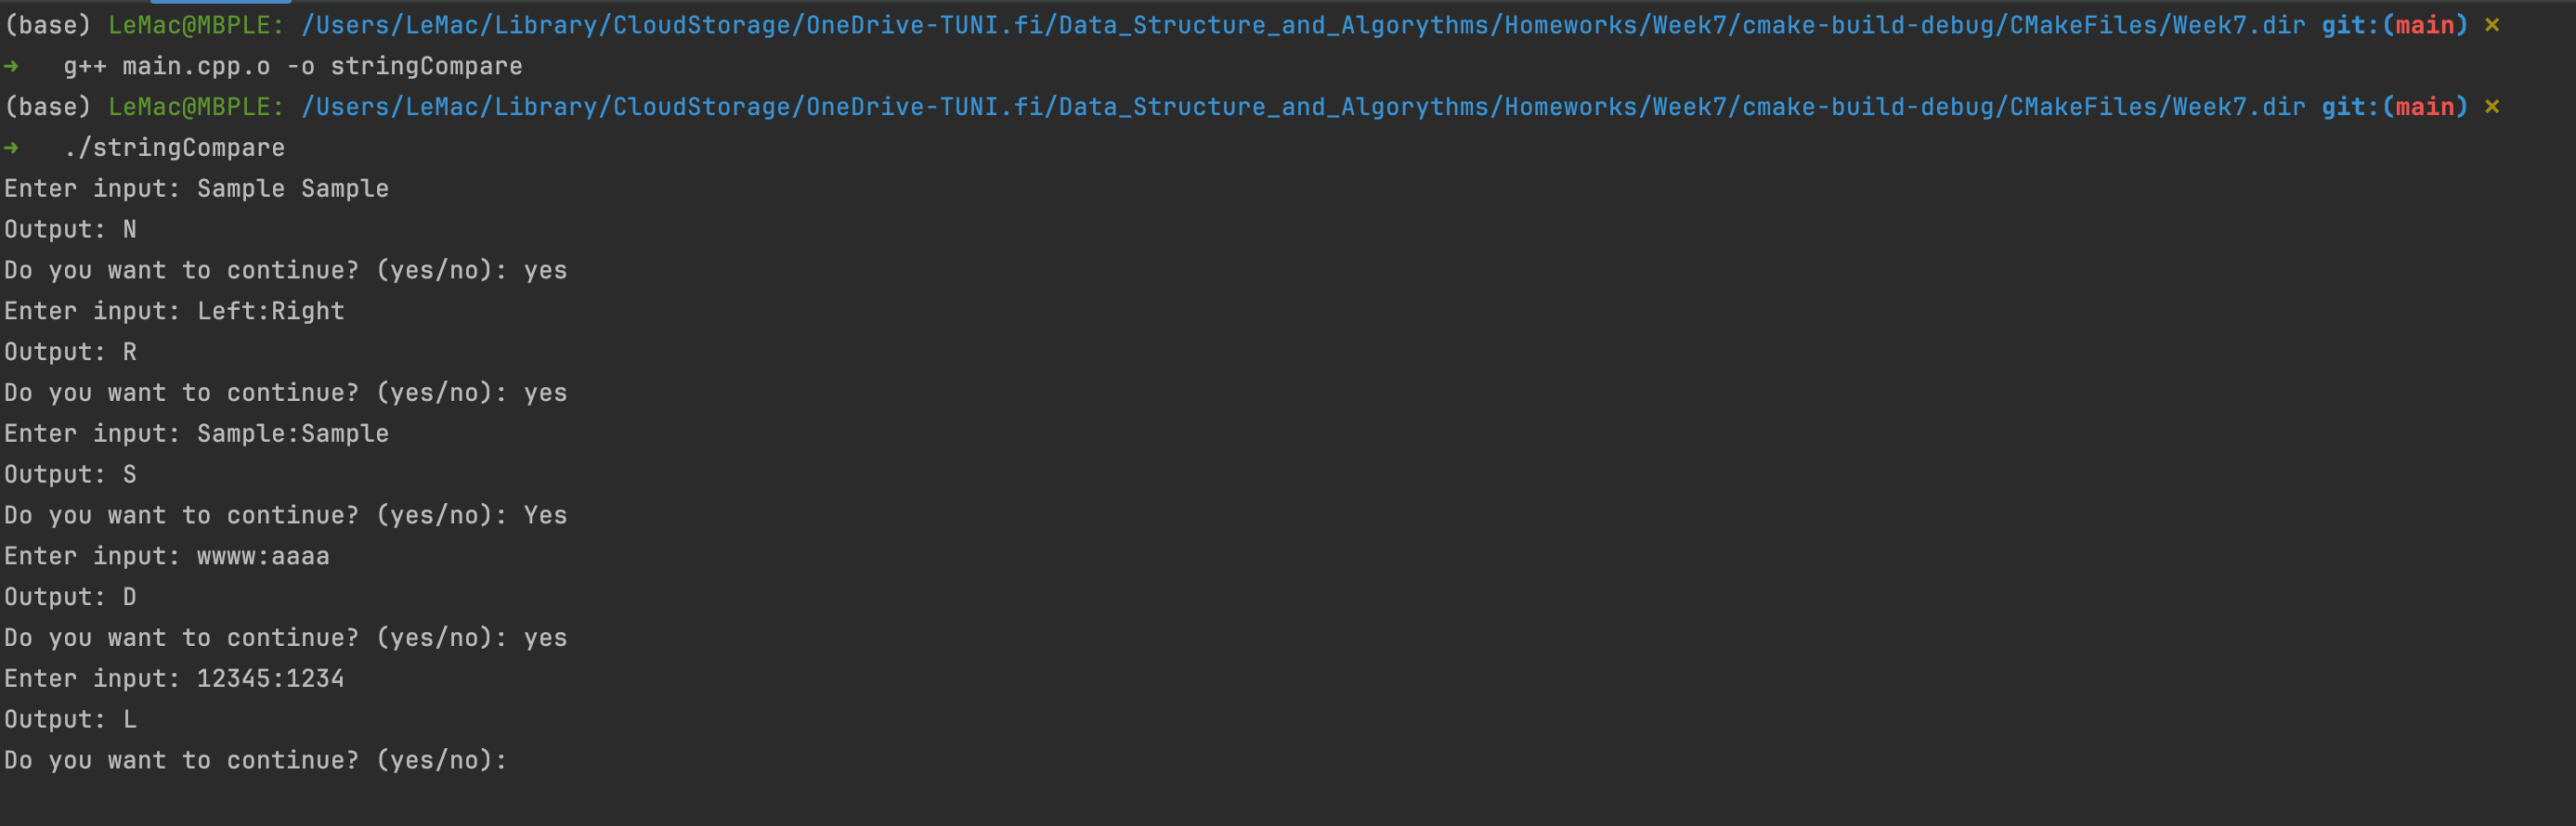 (base) LeMac@MBPLE: /Users/LeMac/Library/CloudStorage/OneDrive-TUNI.fi/Data_Structure_and_Algorythms/Homeworks/Week7/cmake-build-debug/CMakeFiles/Week7.dir git:(main) ×
→ g++ main.cpp.o -o stringCompare
(base) LeMac@MBPLE: /Users/LeMac/Library/CloudStorage/OneDrive-TUNI.fi/Data_Structure_and_Algorythms/Homeworks/Week7/cmake-build-debug/CMakeFiles/Week7.dir git:(main) ×
→ ./stringCompare
Enter input: Sample Sample
Output: N
Do you want to continue? (yes/no): yes
Enter input: Left:Right
Output: R
Do you want to continue? (yes/no): yes
Enter input: Sample:Sample
Output: S
Do you want to continue? (yes/no): Yes
Enter input: wwww:aaaa
Output: D
Do you want to continue? (yes/no): yes
Enter input: 12345:1234
Output: L
Do you want to continue? (yes/no):